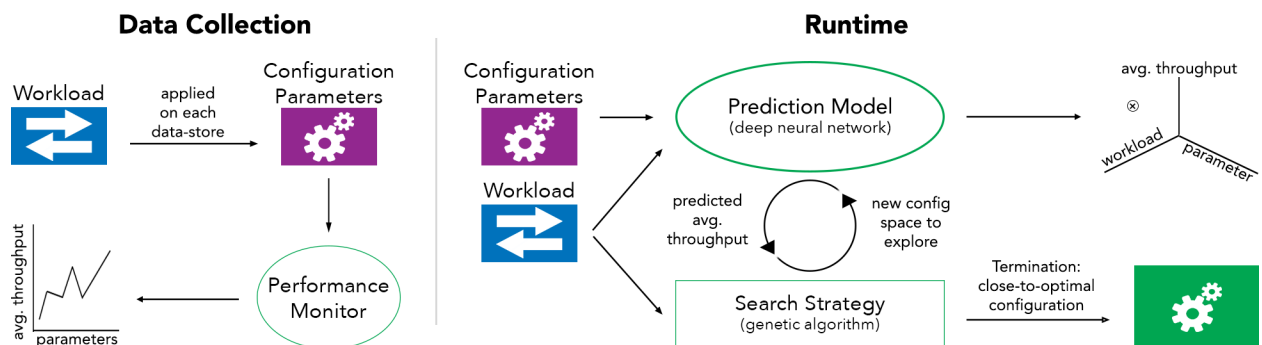 Data Collection
Workload
applied
on each
data-store
Configuration
Parameters
Performance
Monitor
avg. throughput
parameters
Runtime
Configuration
Parameters
Workload
Prediction Model
(deep neural network)
predicted
avg.
throughput
new config
space to
explore
Search Strategy
(genetic algorithm)
avg. throughput
workload
parameter
Termination:
close-to-optimal
configuration